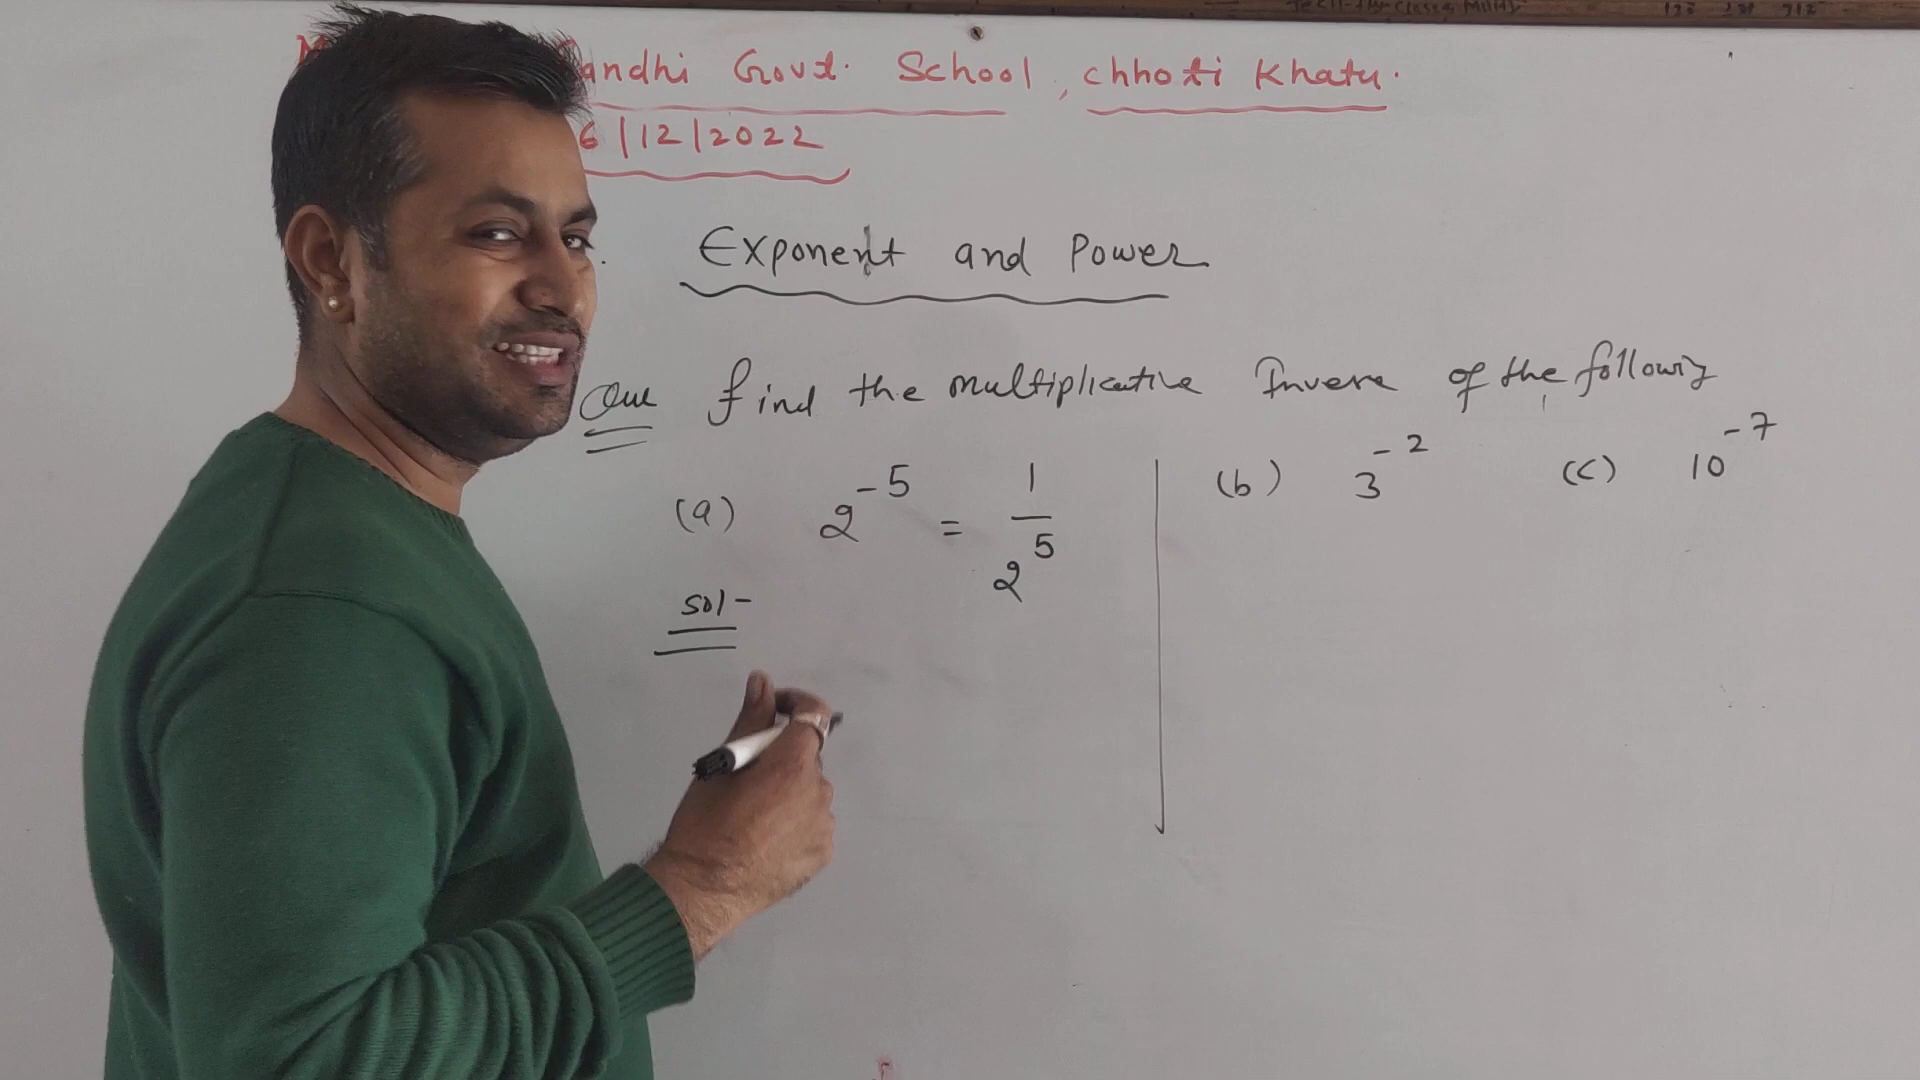 andhi Govt. School, chhoti Khatu.
6/12/2022
Exponent and Power
Que find the multiplicative Inverse of the following
(a) 2^-5 = 1/2^5 (b) 3^-2 (c) 10^-7
Sol-